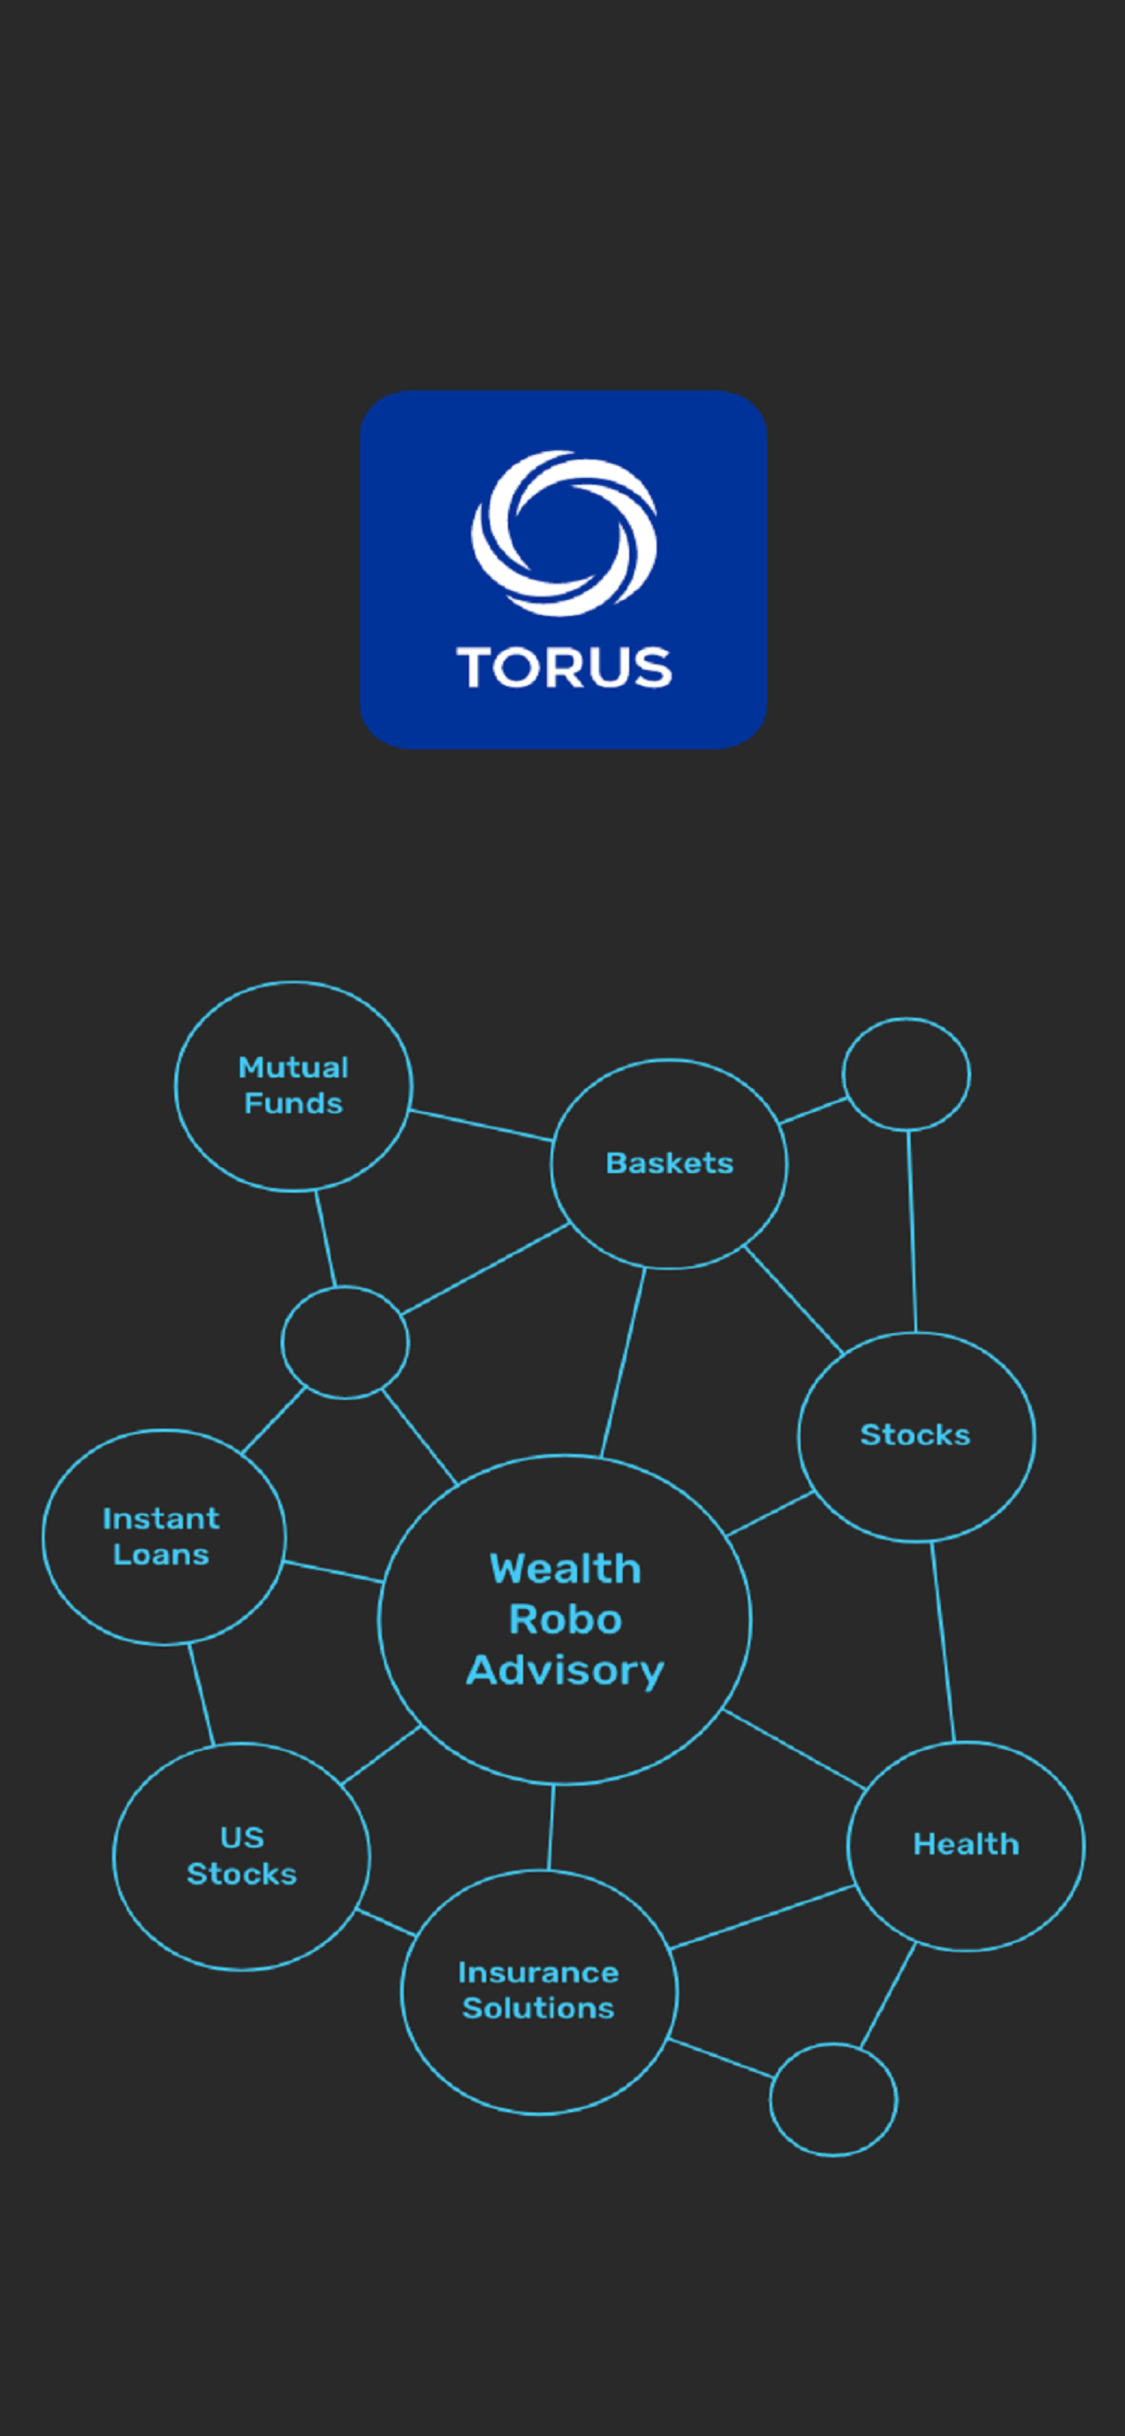 TORUS
Mutual
Funds
Baskets
Stocks
Instant
Loans
Wealth
Robo
Advisory
US
Stocks
Health
Insurance
Solutions